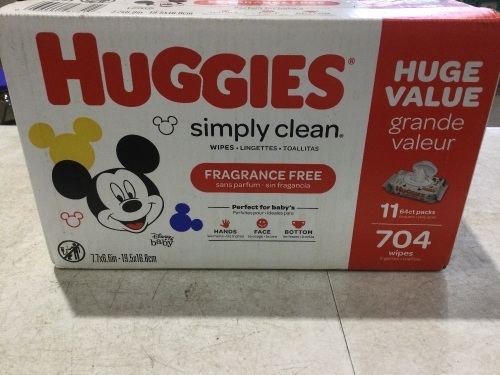 HUGGIES®
simply clean®
WIPES • LINGETTES • TOALLITAS
FRAGRANCE FREE
sans parfum • sin fragancia
Perfect for baby's
HANDS
FACE
BOTTOM
Disney
baby
7.7x6.6in • 19.5x16.8cm
HUGE
VALUE
grande
valeur
11 64ct packs
704
wipes